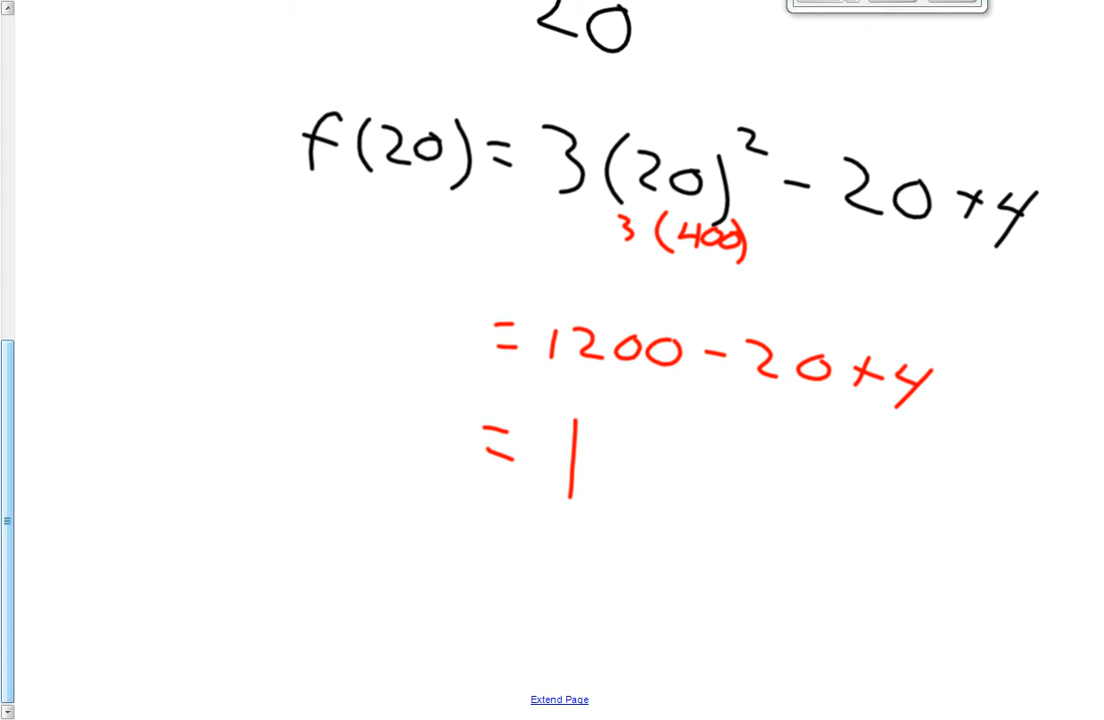 20
f(20) = 3(20)² - 20 + 4
3(400)
= 1200 - 20 + 4
= 1
Extend Page